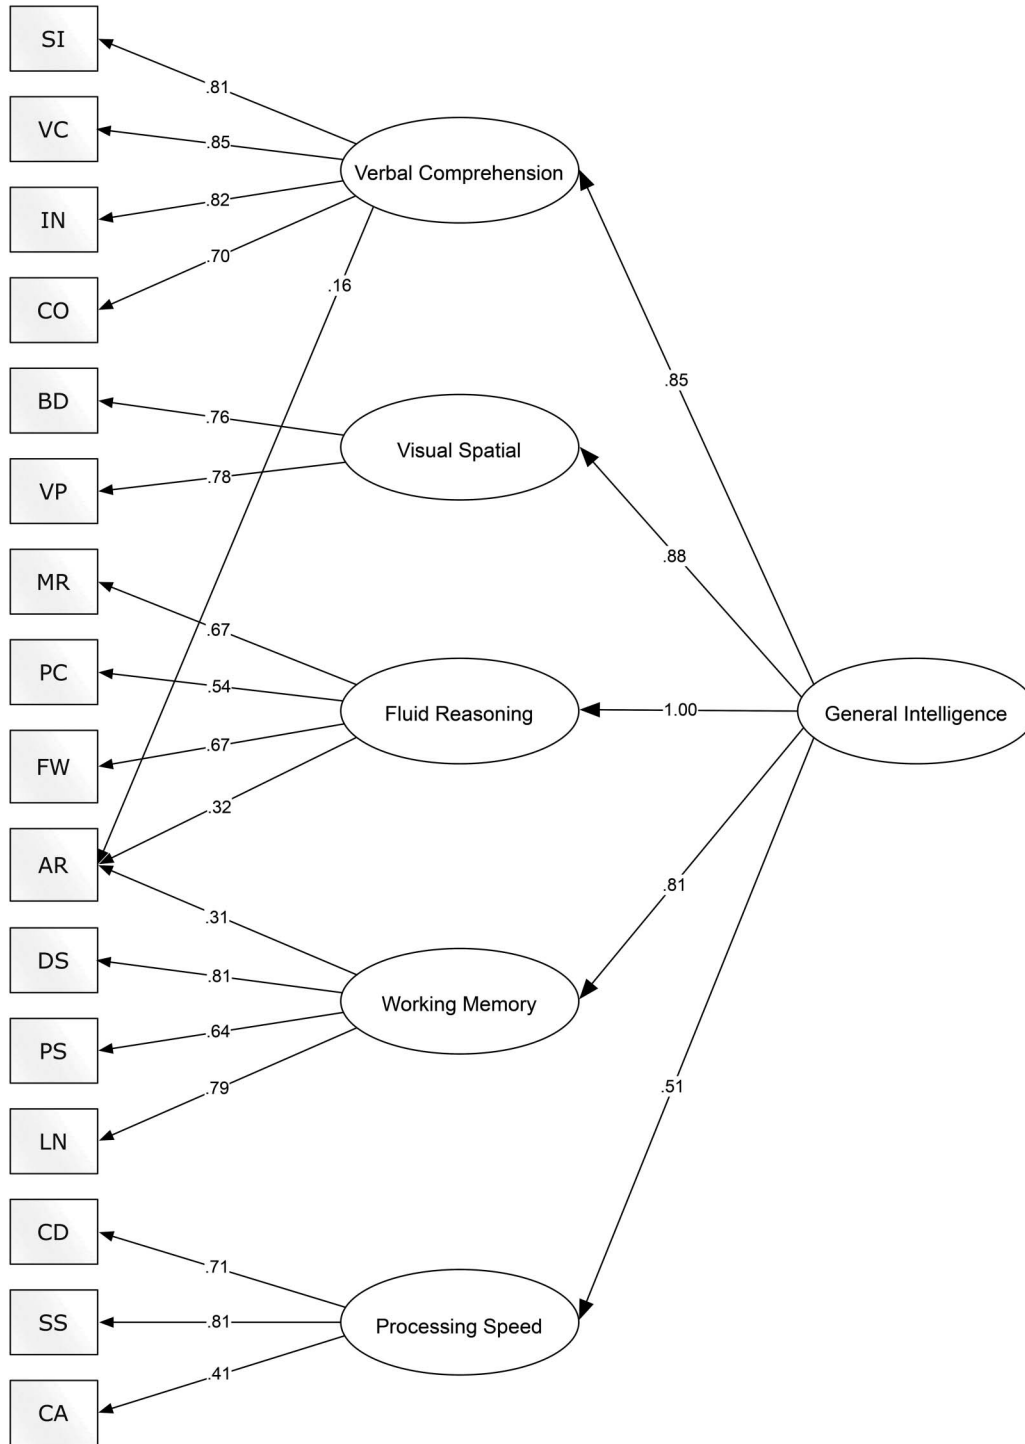 SI
.81
VC
.85
Verbal Comprehension
IN
.82
CO
.70
.16
BD
.76
.85
Visual Spatial
VP
.78
.88
MR
.67
PC
.54
Fluid Reasoning
1.00
General Intelligence
FW
.67
.32
AR
.31
.81
DS
.81
Working Memory
PS
.64
LN
.79
.51
CD
.71
SS
.81
Processing Speed
CA
.41